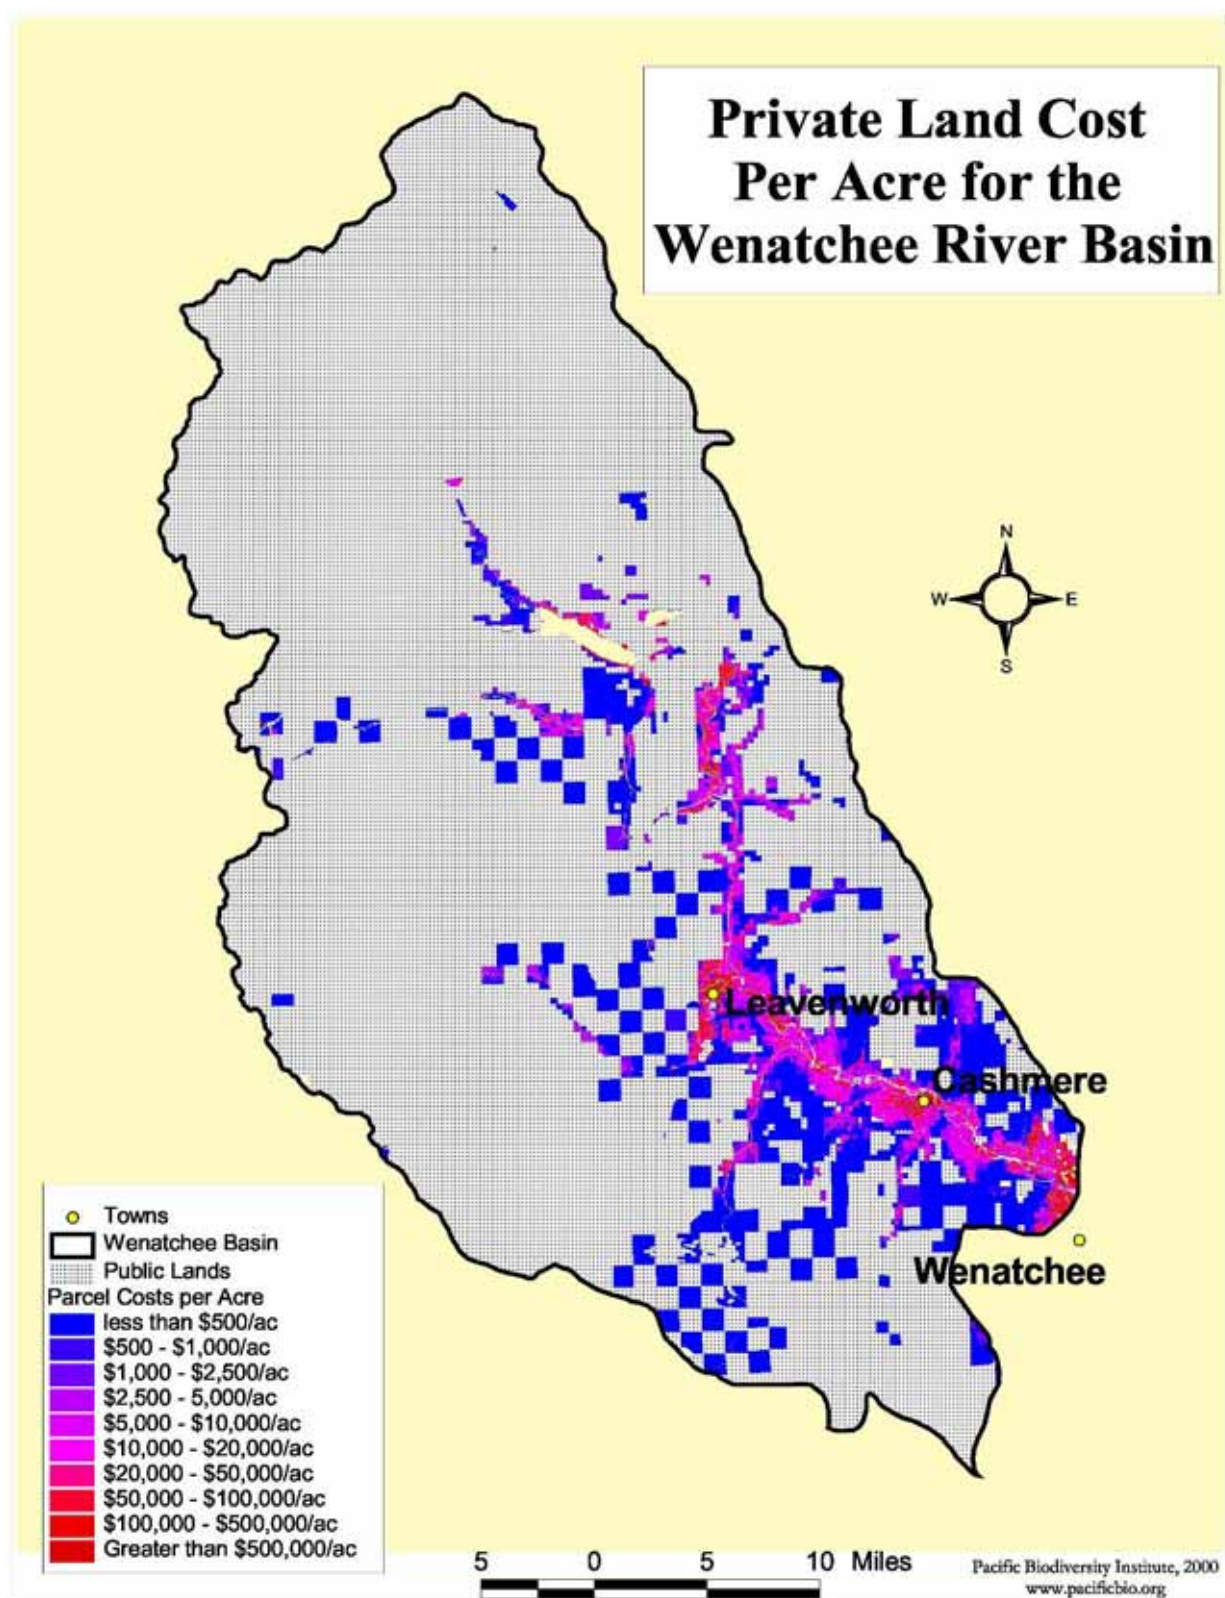 Private Land Cost
Per Acre for the
Wenatchee River Basin
N
W
E
S
Leavenworth
Cashmere
Wenatchee
Towns
Wenatchee Basin
Public Lands
Parcel Costs per Acre
less than $500/ac
$500 - $1,000/ac
$1,000 - $2,500/ac
$2,500 - 5,000/ac
$5,000 - $10,000/ac
$10,000 - $20,000/ac
$20,000 - $50,000/ac
$50,000 - $100,000/ac
$100,000 - $500,000/ac
Greater than $500,000/ac
5 0 5 10 Miles
Pacific Biodiversity Institute, 2000
www.pacificbio.org